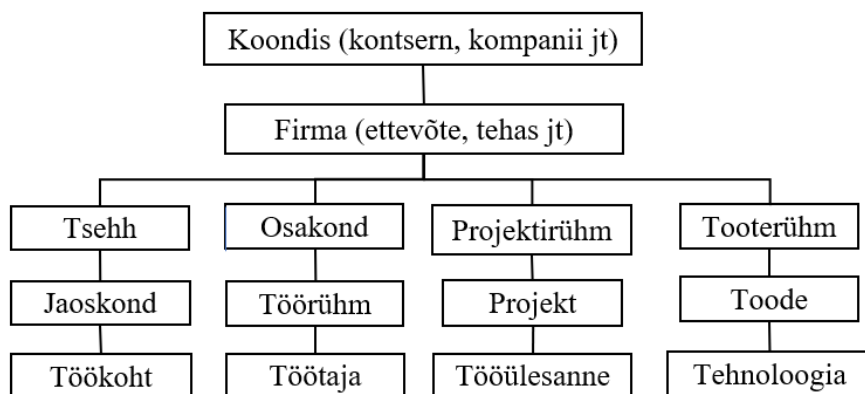 Koondis (kontsern, kompanii jt)
Firma (ettevõte, tehas jt)
Tsehh
Osakond
Projektirühm
Tooterühm
Jaoskond
Töörühm
Projekt
Toode
Töökoht
Töötaja
Tööülesanne
Tehnoloogia